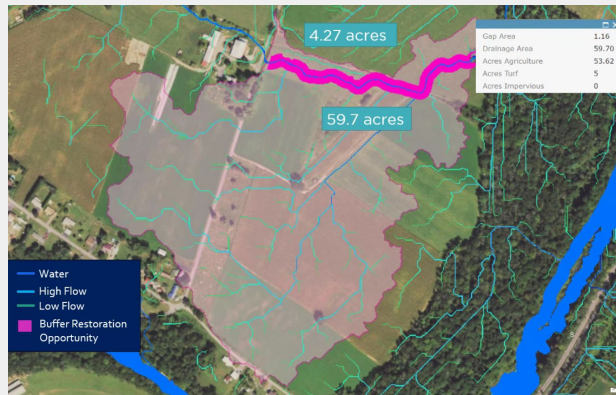 4.27 acres
59.7 acres
Gap Area 1.16
Drainage Area 59.70
Acres Agriculture 53.62
Acres Turf 5
Acres Impervious 0
Water
High Flow
Low Flow
Buffer Restoration
Opportunity